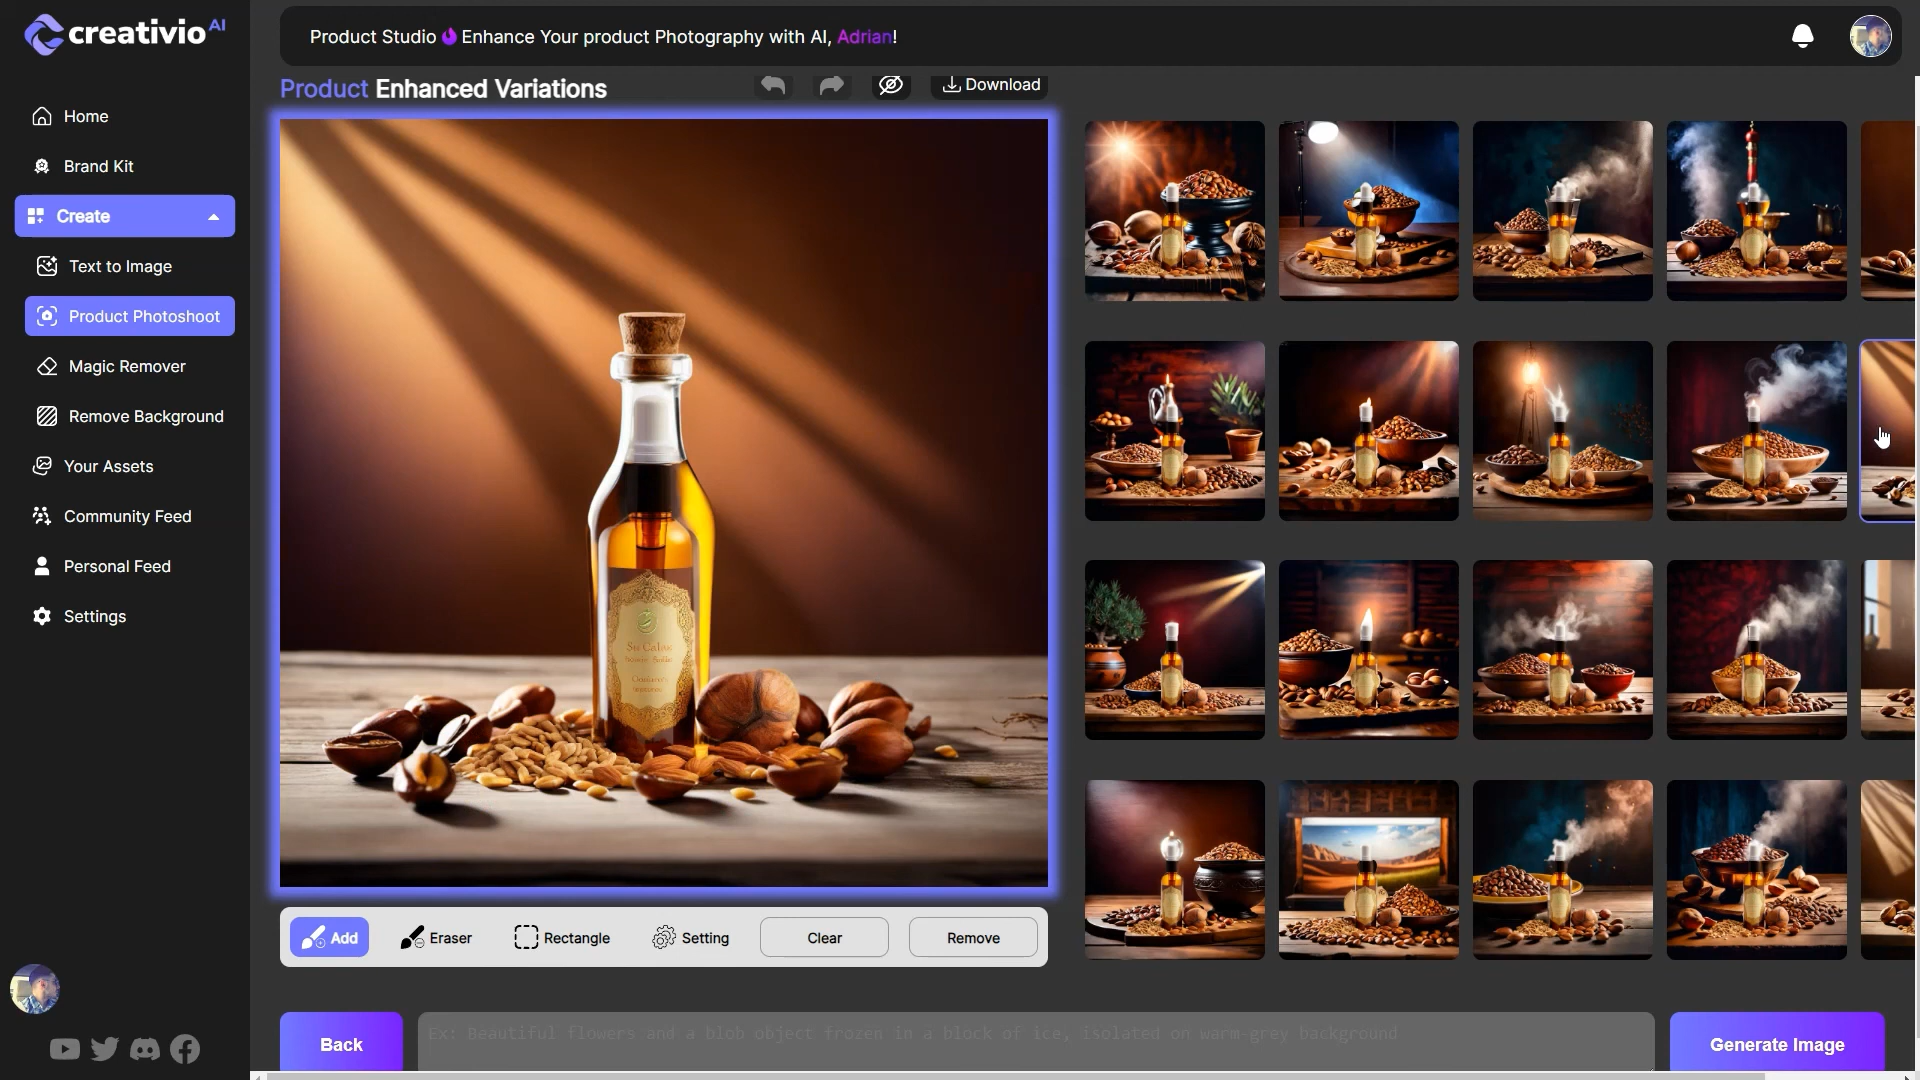 creativio AI
Product Studio Enhance Your product Photography with AI, Adrian!
Home
Brand Kit
Create
Text to Image
Product Photoshoot
Magic Remover
Remove Background
Your Assets
Community Feed
Personal Feed
Settings
Product Enhanced Variations
Download
Add
Eraser
Rectangle
Setting
Clear
Remove
Back
Ex: Beautiful flowers and a blob object frozen in a block of ice, isolated on warm-grey background
Generate Image